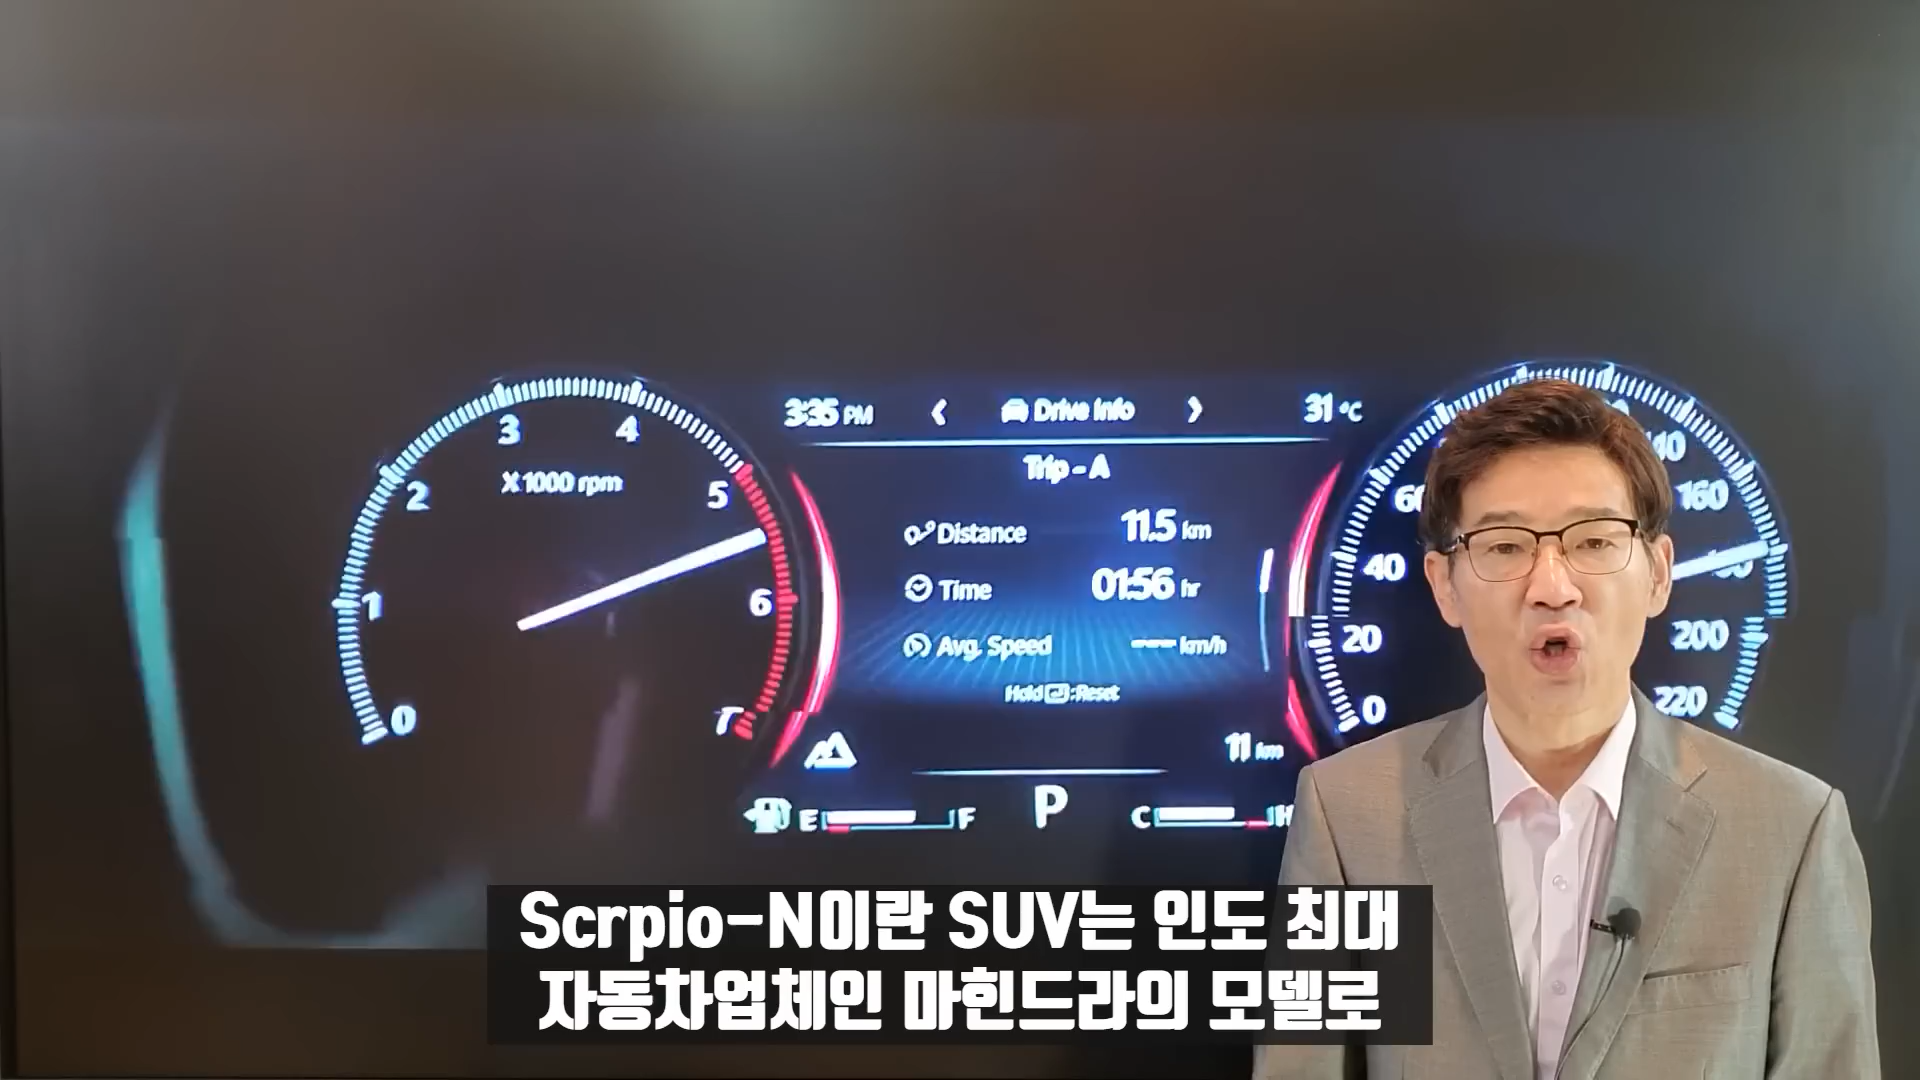 3:35 PM
Drive Info
31 °C
Trip - A
Distance 11.5 km
Time 01:56 hr
Avg. Speed ---- km/h
Hold :Reset
11 km
E F
P
C H
X1000 rpm
0
1
2
3
4
5
6
7
0
20
40
60
140
160
200
220
Scrpio-N이란 SUV는 인도 최대
자동차업체인 마힌드라의 모델로